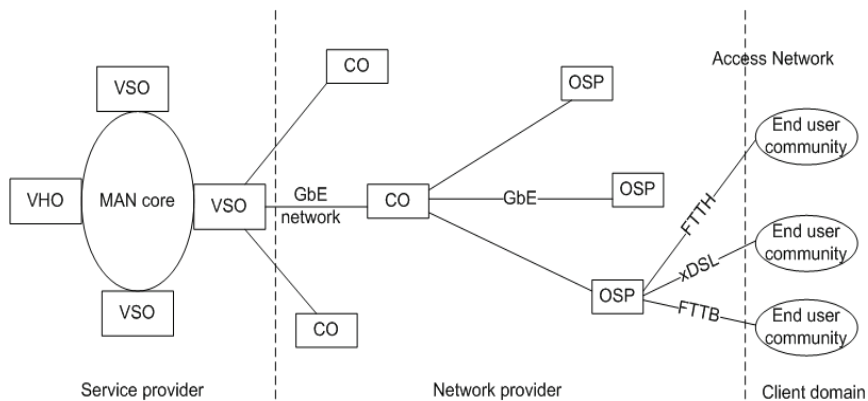 CO
VSO
OSP
Access Network
End user
community
VHO
MAN core
VSO
GbE
network
CO
GbE
OSP
FTTH
xDSL
End user
community
VSO
CO
OSP
FTTB
End user
community
Service provider
Network provider
Client domain